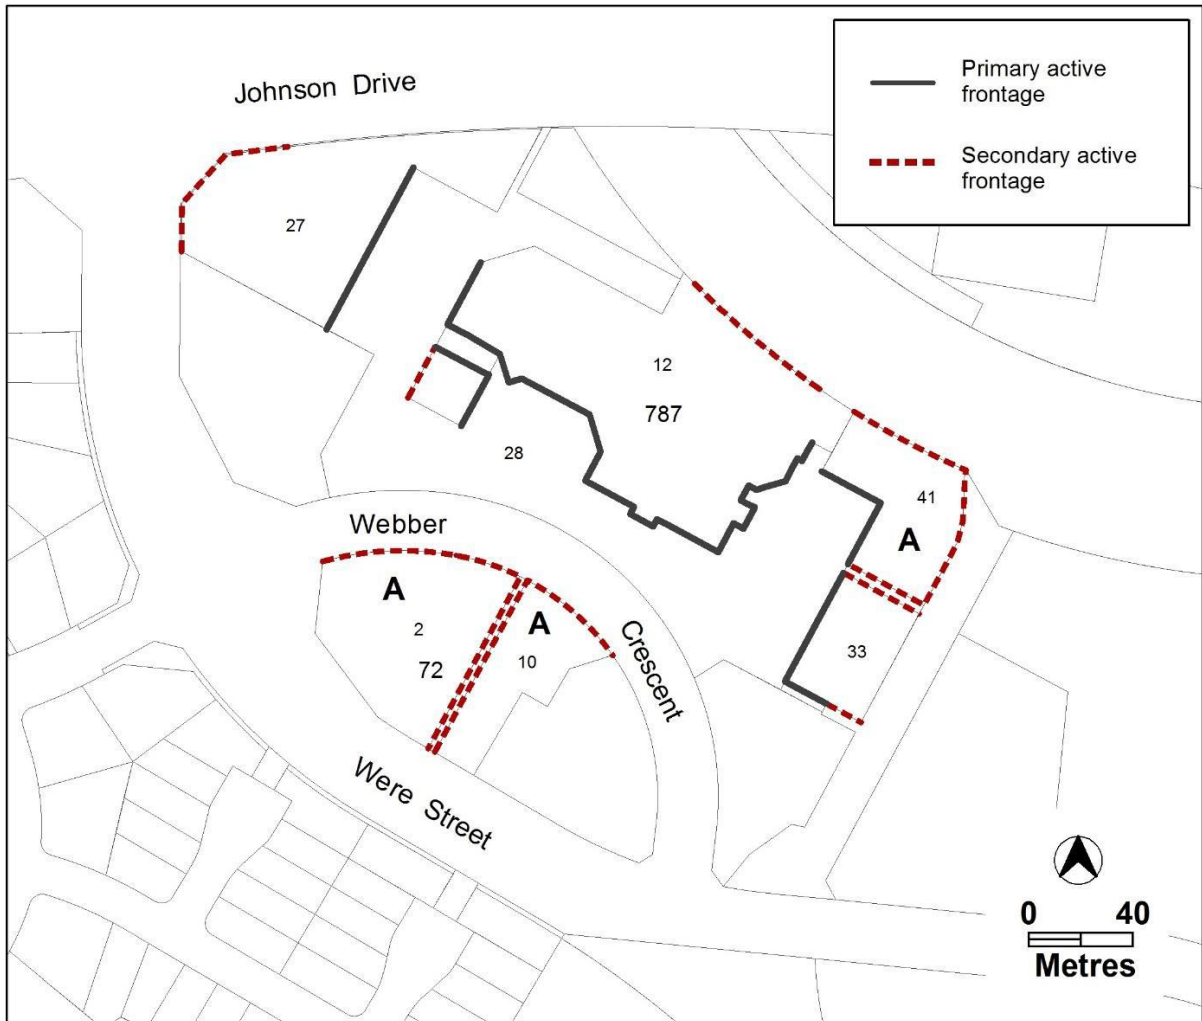 Johnson Drive
Primary active
frontage
Secondary active
frontage
27
12
787
28
41
A
Webber
A
2
72
A
10
Crescent
33
Were Street
0 40
Metres